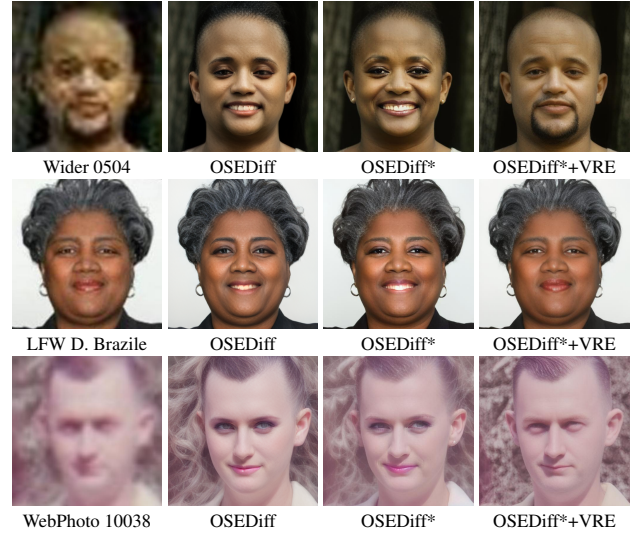 Wider 0504 OSEDiff OSEDiff* OSEDiff*+VRE
LFW D. Brazile OSEDiff OSEDiff* OSEDiff*+VRE
WebPhoto 10038 OSEDiff OSEDiff* OSEDiff*+VRE